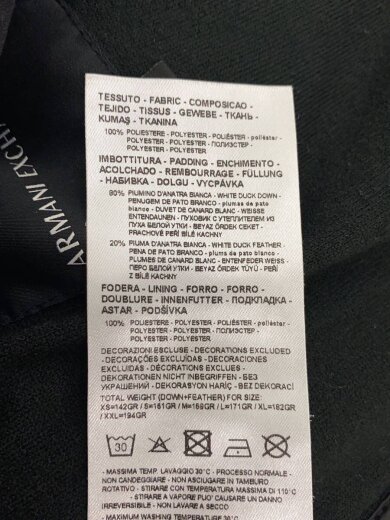 ARMANI EXCH
TESSUTO - FABRIC - COMPOSICAO -
TEJIDO - TISSUS - GEWEBE - ТКАНЬ -
KUMAŞ - TKANINA
100% POLIESTERE - POLYESTER - POLIÉSTER - poliéster -
POLYESTER - POLYESTER - ПОЛИЭСТЕР -
POLYESTER - POLYESTER
IMBOTTITURA - PADDING - ENCHIMENTO -
ACOLCHADO - REMBOURRAGE - FÜLLUNG
- НАБИВКА - DOLGU - VYCPÁVKA
80% PIUMINO D'ANATRA BIANCA - WHITE DUCK DOWN -
PENUGEM DE PATO BRANCO - plumas de pato
blanco - DUVET DE CANARD BLANC - WEISSE
ENTENDAUNEN - ПУХОВИК С УТЕПЛИТЕЛЕМ ИЗ
ПЕРО-ПУХОВОЙ СМЕСИ - BEYAZ ÖRDEK CEKET -
PRACHOVÉ PEŘÍ BÍLÉ KACHNY
20% PIUMA D'ANATRA BIANCA - WHITE DUCK FEATHER -
PENA DE PATO BRANCO - plumas de pato blanco -
PLUMES DE CANARD BLANC - ENTENFEDER WEISS -
ПЕРО БЕЛОЙ УТКИ - BEYAZ ÖRDEK TÜYÜ - PEŘÍ
Z BÍLÉ KACHNY
FODERA - LINING - FORRO - FORRO -
DOUBLURE - INNENFUTTER - ПОДКЛАДКА -
ASTAR - PODŠÍVKA
100% POLIESTERE - POLYESTER - POLIÉSTER - poliéster -
POLYESTER - POLYESTER - ПОЛИЭСТЕР -
POLYESTER - POLYESTER
DECORAZIONI ESCLUSE - DECORATIONS EXCLUDED
- DECORAÇÕES EXCLUÍDAS - DECORACIONES
EXCLUIDAS - DÉCORATIONS EXCLUES -
DEKORATIONEN NICHT INBEGRIFFEN - БЕЗ
УКРАШЕНИЙ - DEKORASYON HARİÇ - BEZ DEKORACÍ
TOTAL WEIGHT (DOWN+FEATHER) FOR SIZE:
XS=142GR / S=151GR / M=159GR / L=171GR / XL=182GR
/ XXL=194GR
30
- MASSIMA TEMP. LAVAGGIO 30°C - PROCESSO NORMALE -
NON CANDEGGIARE - NON ASCIUGARE IN TAMBURO
ROTATIVO - STIRARE CON TEMPERATURA MASSIMA DI 110°C
- STIRARE A VAPORE PUO' CAUSARE UN DANNO
IRREVERSIBILE - NON LAVARE A SECCO
- MAXIMUM WASHING TEMPERATURE 30°C